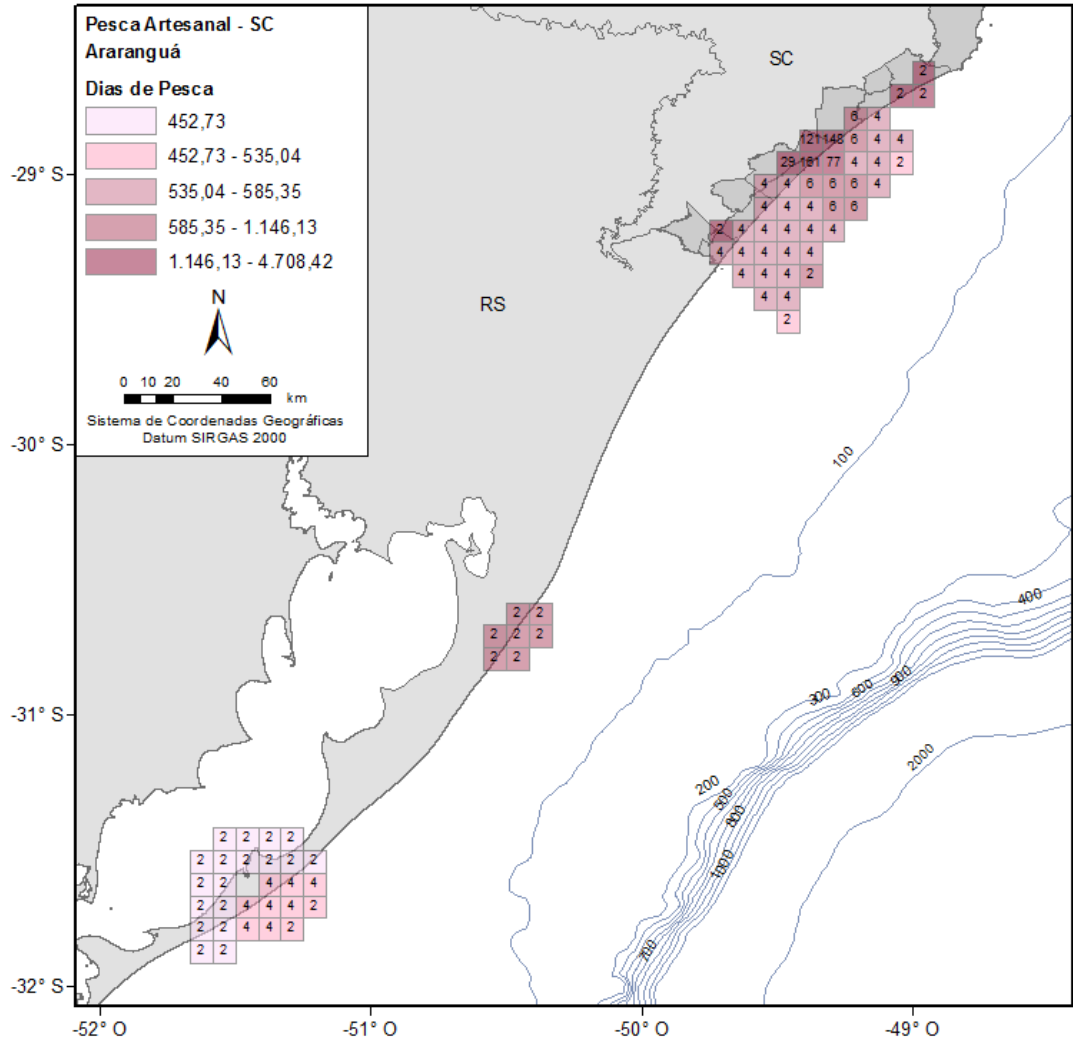 Pesca Artesanal - SC
Araranguá
Dias de Pesca
452,73
452,73 - 535,04
535,04 - 585,35
585,35 - 1.146,13
1.146,13 - 4.708,42
N
0 10 20 40 60
km
Sistema de Coordenadas Geográficas
Datum SIRGAS 2000
SC
RS
2
2 2
6 4
121 148 6 4 4
29 161 77 4 4 2
4 4 6 6 6 4
4 4 4 6 6
2 4 4 4 4 4
4 4 4 4 4
4 4 4 2
4 4
2
2 2
2 2 2
2 2
2 2 2 2
2 2 2 2 2 2
2 2 4 4 4
2 2 4 4 4 2
2 2 4 4 2
2 2
100
400
300
600
900
2000
200
500
800
1000
700
-29° S
-30° S
-31° S
-32° S
-52° O
-51° O
-50° O
-49° O